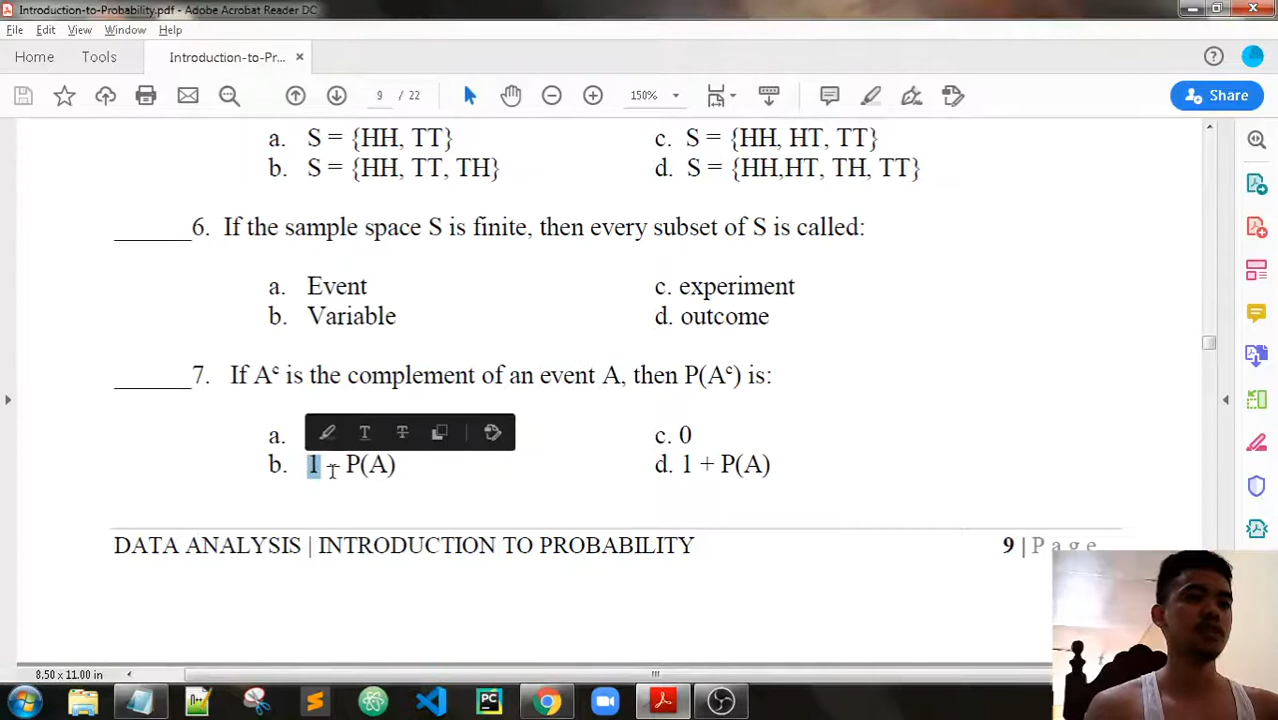 Introduction-to-Probability.pdf - Adobe Acrobat Reader DC
File Edit View Window Help
Home Tools Introduction-to-Pr... ×
9 / 22 150% Share
a. S = {HH, TT} c. S = {HH, HT, TT}
b. S = {HH, TT, TH} d. S = {HH,HT, TH, TT}
______6. If the sample space S is finite, then every subset of S is called:
a. Event c. experiment
b. Variable d. outcome
______7. If Aᶜ is the complement of an event A, then P(Aᶜ) is:
a. c. 0
b. 1 - P(A) d. 1 + P(A)
DATA ANALYSIS | INTRODUCTION TO PROBABILITY 9 | P a g e
8.50 x 11.00 in
PC